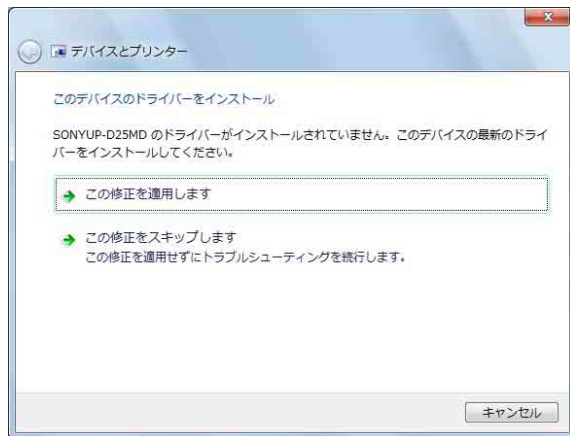 デバイスとプリンター
このデバイスのドライバーをインストール
SONYUP-D25MD のドライバーがインストールされていません。このデバイスの最新のドライ
バーをインストールしてください。
この修正を適用します
この修正をスキップします
この修正を適用せずにトラブルシューティングを続行します。
キャンセル